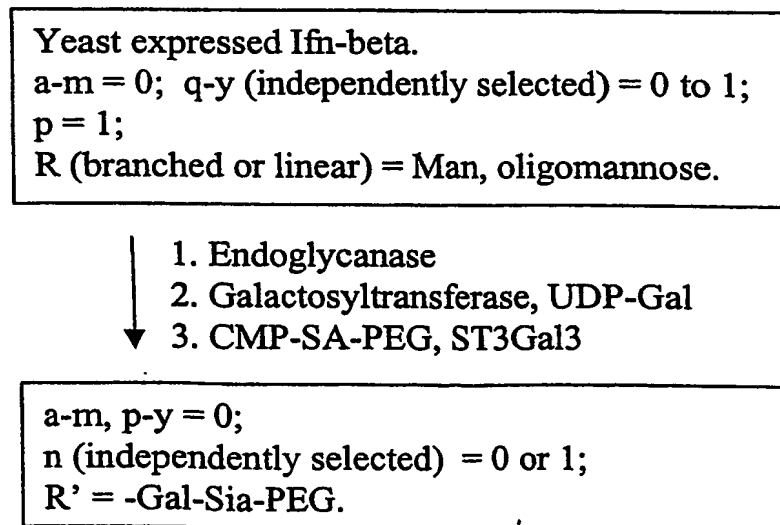 Yeast expressed Ifn-beta.
a-m = 0; q-y (independently selected) = 0 to 1;
p = 1;
R (branched or linear) = Man, oligomannose.
1. Endoglycanase
2. Galactosyltransferase, UDP-Gal
3. CMP-SA-PEG, ST3Gal3
a-m, p-y = 0;
n (independently selected) = 0 or 1;
R' = -Gal-Sia-PEG.